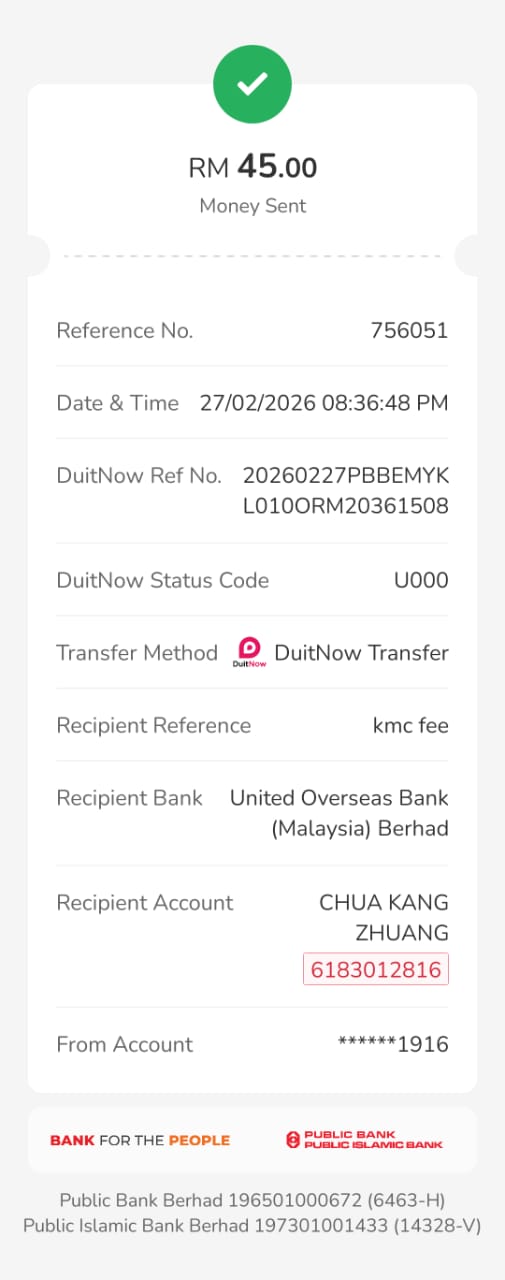 RM 45.00
Money Sent
Reference No. 756051
Date & Time 27/02/2026 08:36:48 PM
DuitNow Ref No. 20260227PBBEMYK
L010ORM20361508
DuitNow Status Code U000
Transfer Method DuitNow DuitNow Transfer
Recipient Reference kmc fee
Recipient Bank United Overseas Bank
(Malaysia) Berhad
Recipient Account CHUA KANG
ZHUANG
6183012816
From Account ******1916
BANK FOR THE PEOPLE PUBLIC BANK
PUBLIC ISLAMIC BANK
Public Bank Berhad 196501000672 (6463-H)
Public Islamic Bank Berhad 197301001433 (14328-V)